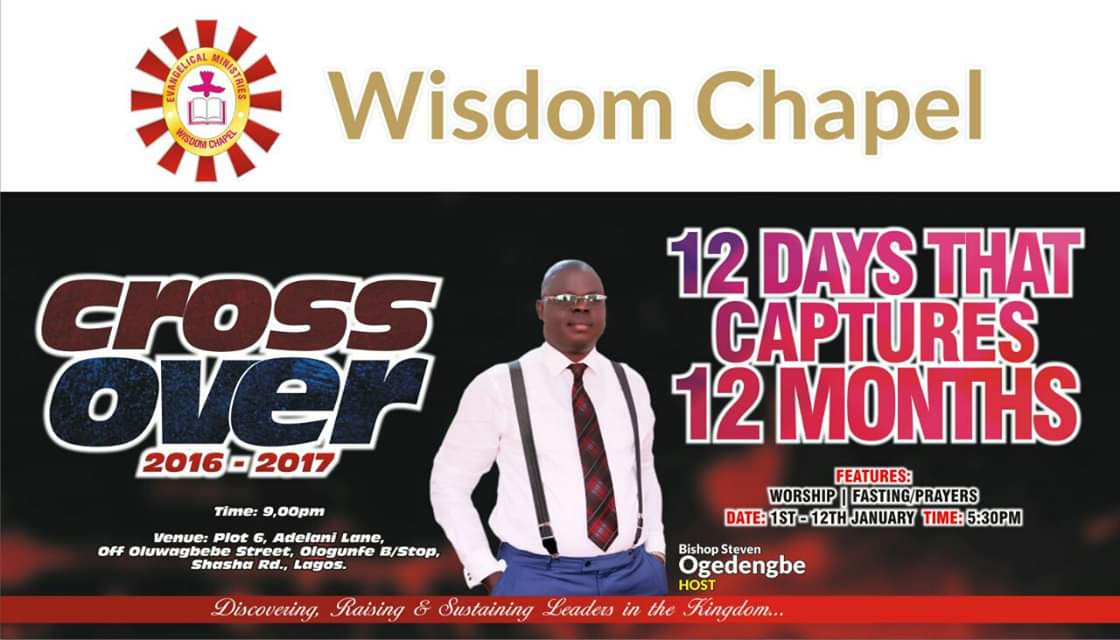 EVANGELICAL MINISTRIES
WISDOM CHAPEL
Wisdom Chapel
cross
over
2016 - 2017
Time: 9,00pm
Venue: Plot 6, Adelani Lane,
Off Oluwagbebe Street, Ologunfe B/Stop,
Shasha Rd., Lagos.
12 DAYS THAT
CAPTURES
12 MONTHS
FEATURES:
WORSHIP | FASTING/PRAYERS
DATE: 1ST - 12TH JANUARY TIME: 5:30PM
Bishop Steven
Ogedengbe
HOST
Discovering, Raising & Sustaining Leaders in the Kingdom...